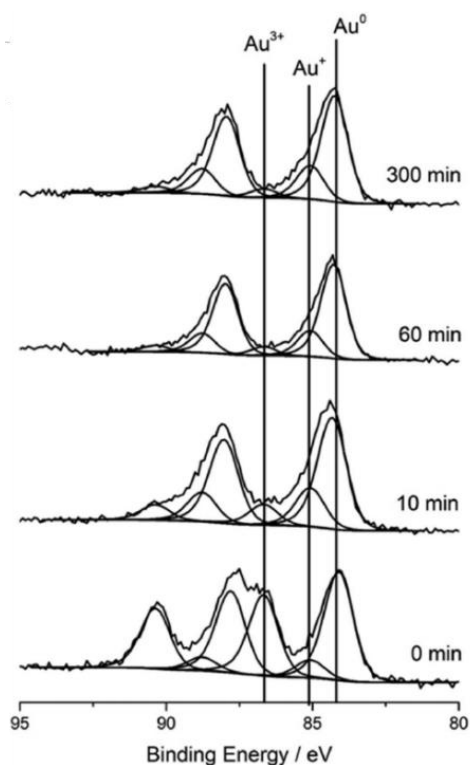 Au³⁺
Au⁺
Au⁰
300 min
60 min
10 min
0 min
95
90
85
80
Binding Energy / eV